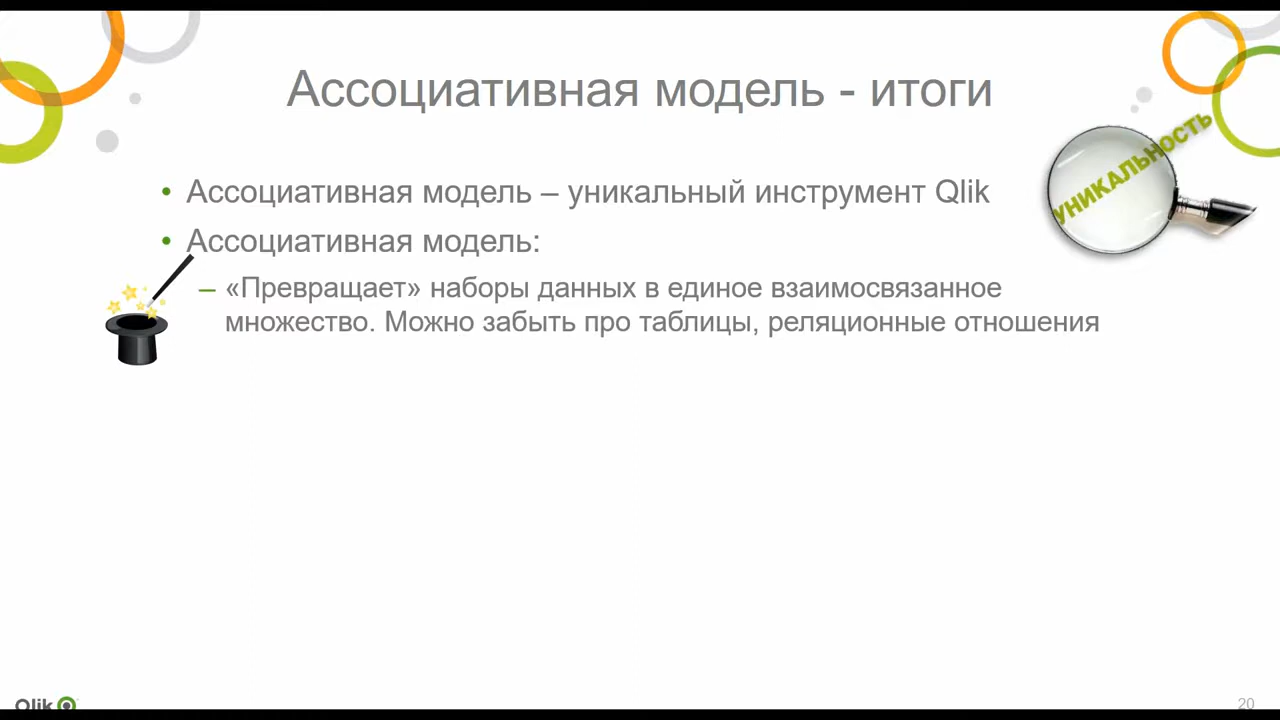 Ассоциативная модель - итоги
УНИКАЛЬНОСТЬ
• Ассоциативная модель – уникальный инструмент Qlik
• Ассоциативная модель:
– «Превращает» наборы данных в единое взаимосвязанное
множество. Можно забыть про таблицы, реляционные отношения
Qlik
20